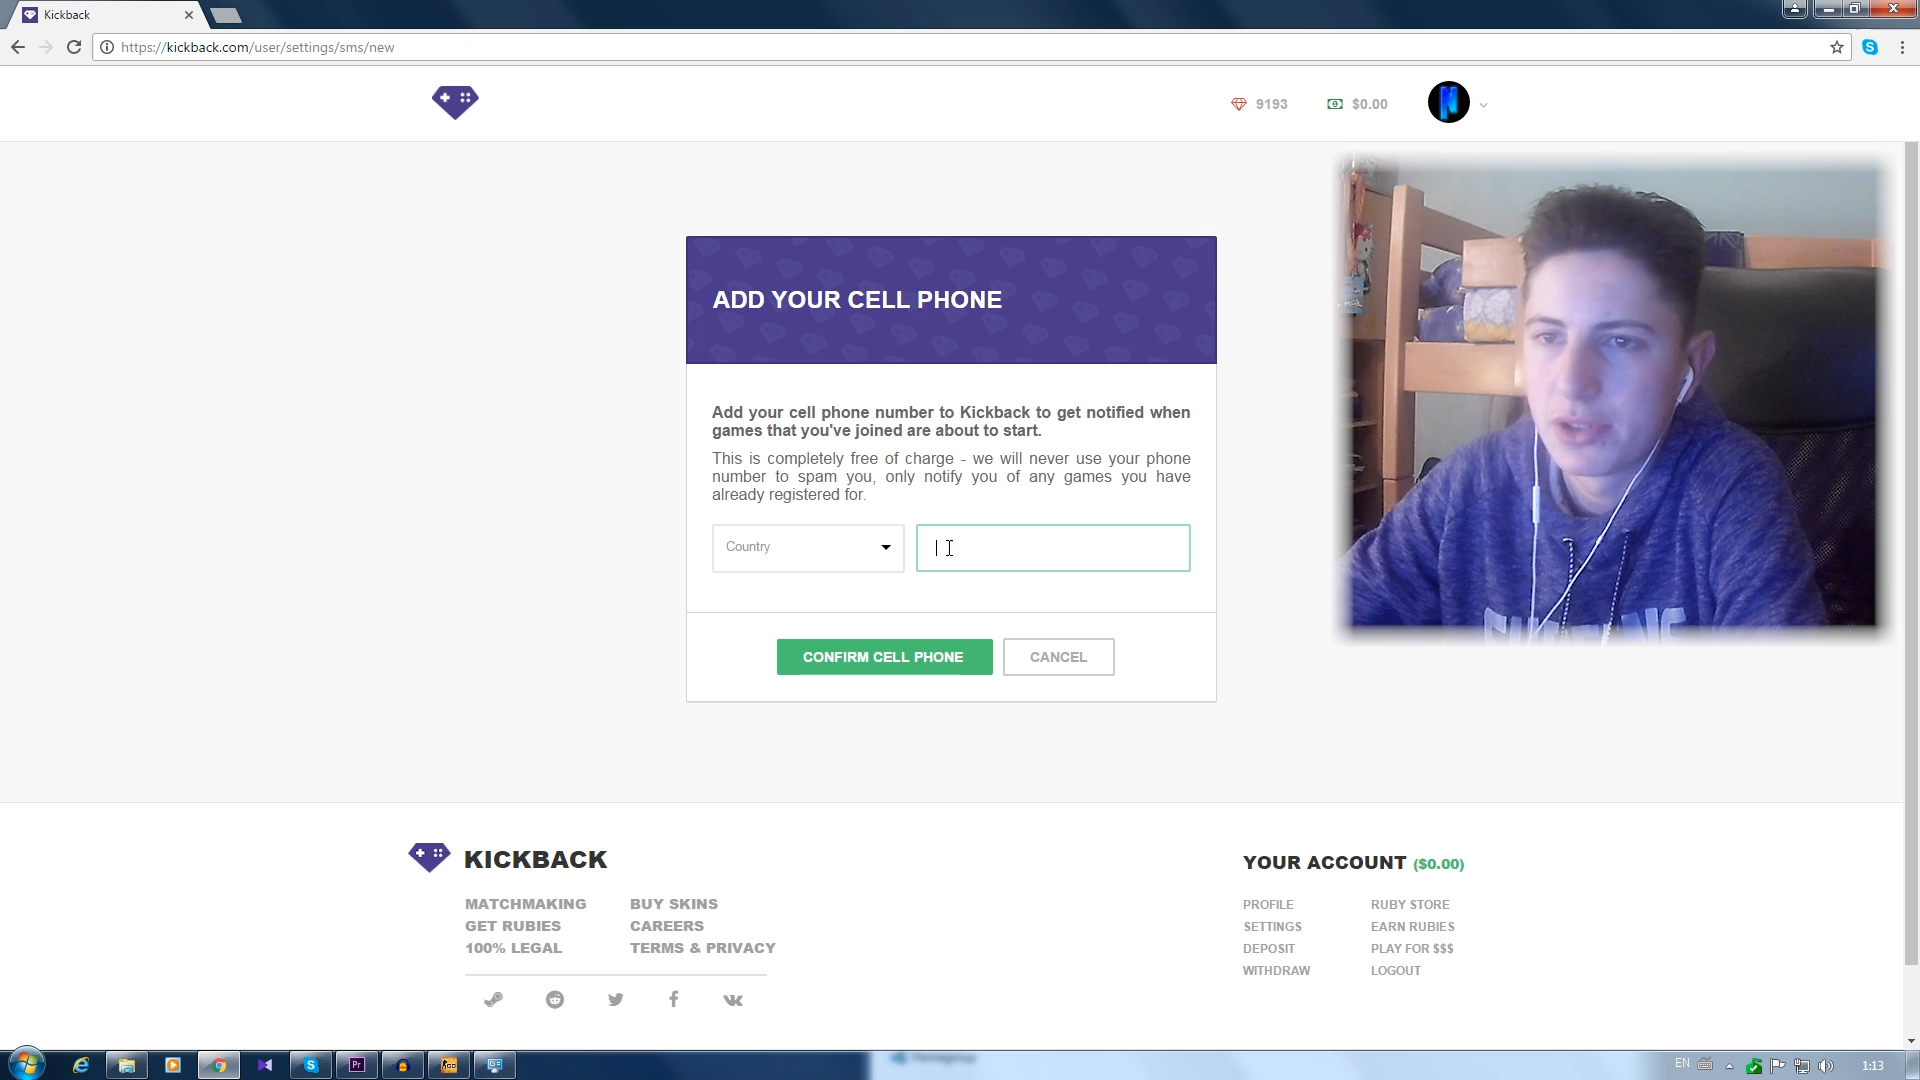 Kickback
https://kickback.com/user/settings/sms/new
9193
$0.00
ADD YOUR CELL PHONE
Add your cell phone number to Kickback to get notified when
games that you've joined are about to start.
This is completely free of charge - we will never use your phone
number to spam you, only notify you of any games you have
already registered for.
Country
CONFIRM CELL PHONE
CANCEL
KICKBACK
MATCHMAKING
BUY SKINS
GET RUBIES
CAREERS
100% LEGAL
TERMS & PRIVACY
YOUR ACCOUNT ($0.00)
PROFILE
RUBY STORE
SETTINGS
EARN RUBIES
DEPOSIT
PLAY FOR $$$
WITHDRAW
LOGOUT
EN
1:13